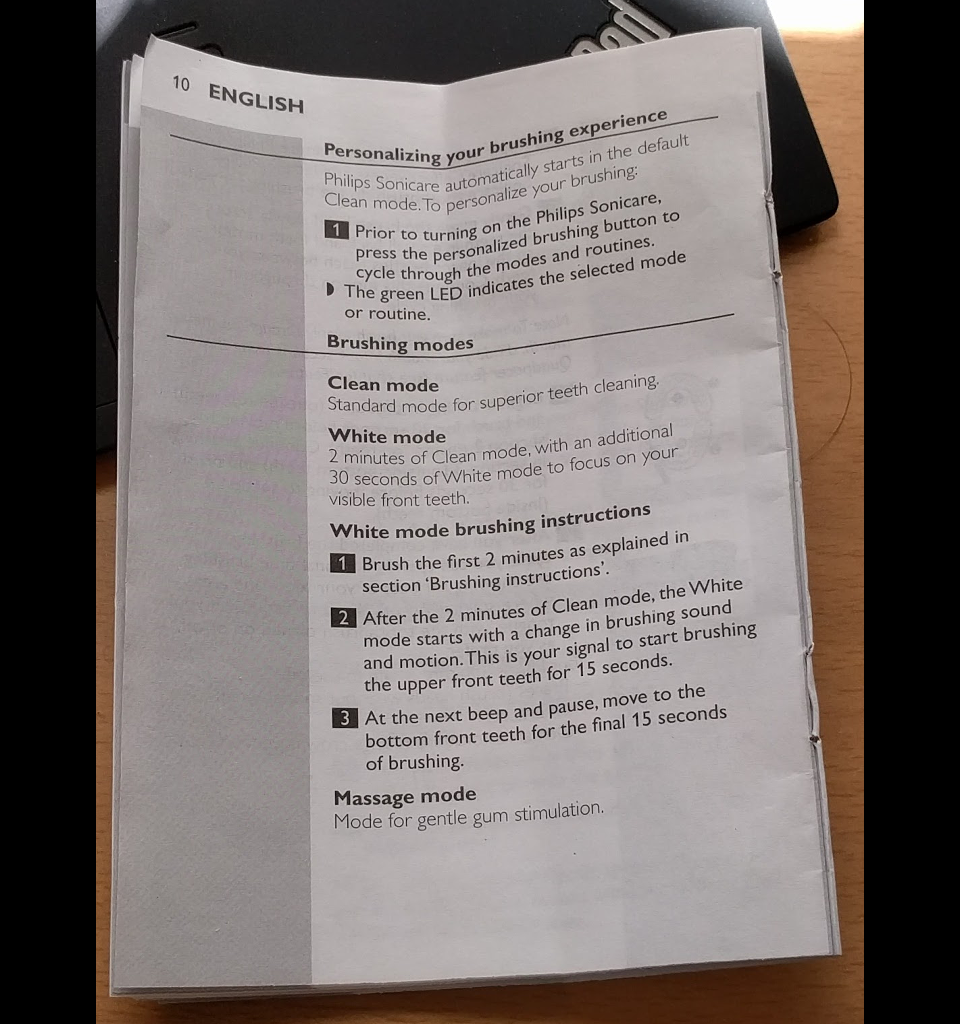 Pad
10 ENGLISH
Personalizing your brushing experience
Philips Sonicare automatically starts in the default
Clean mode. To personalize your brushing:
1 Prior to turning on the Philips Sonicare,
press the personalized brushing button to
cycle through the modes and routines.
The green LED indicates the selected mode
or routine.
Brushing modes
Clean mode
Standard mode for superior teeth cleaning.
White mode
2 minutes of Clean mode, with an additional
30 seconds of White mode to focus on your
visible front teeth.
White mode brushing instructions
1 Brush the first 2 minutes as explained in
section ‘Brushing instructions’.
2 After the 2 minutes of Clean mode, the White
mode starts with a change in brushing sound
and motion. This is your signal to start brushing
the upper front teeth for 15 seconds.
3 At the next beep and pause, move to the
bottom front teeth for the final 15 seconds
of brushing.
Massage mode
Mode for gentle gum stimulation.